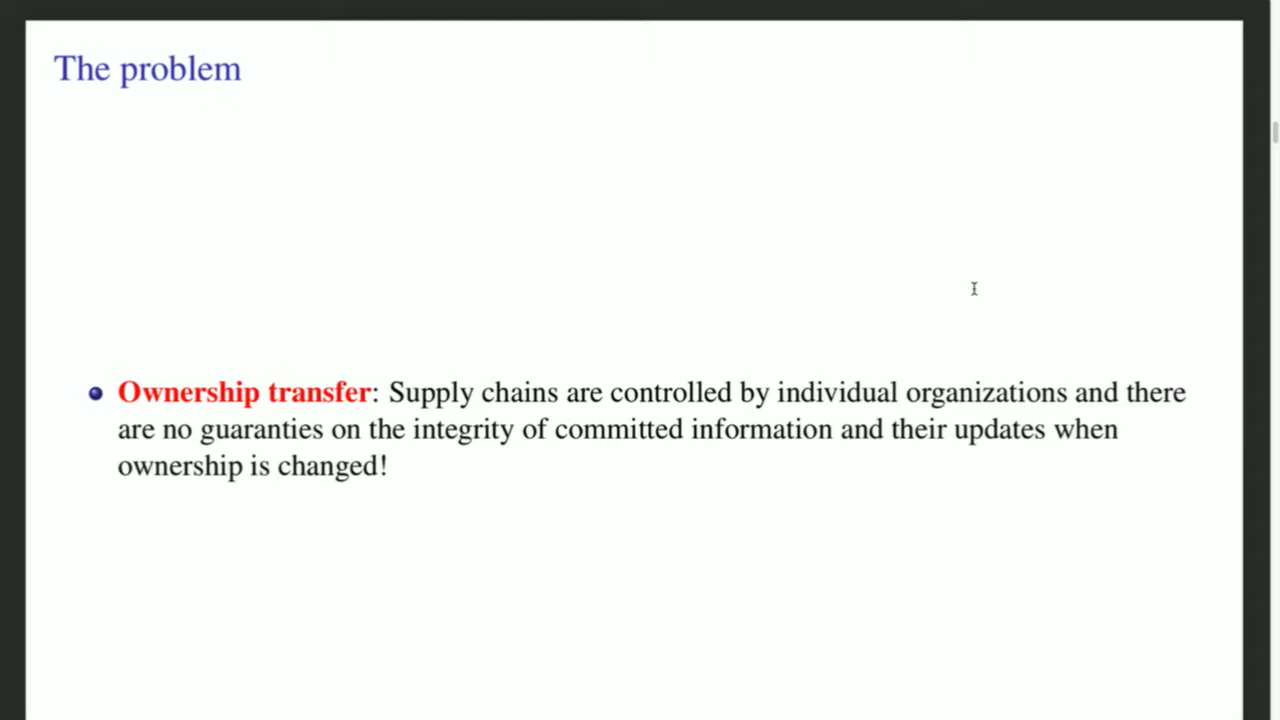 The problem
Ownership transfer: Supply chains are controlled by individual organizations and there
are no guaranties on the integrity of committed information and their updates when
ownership is changed!